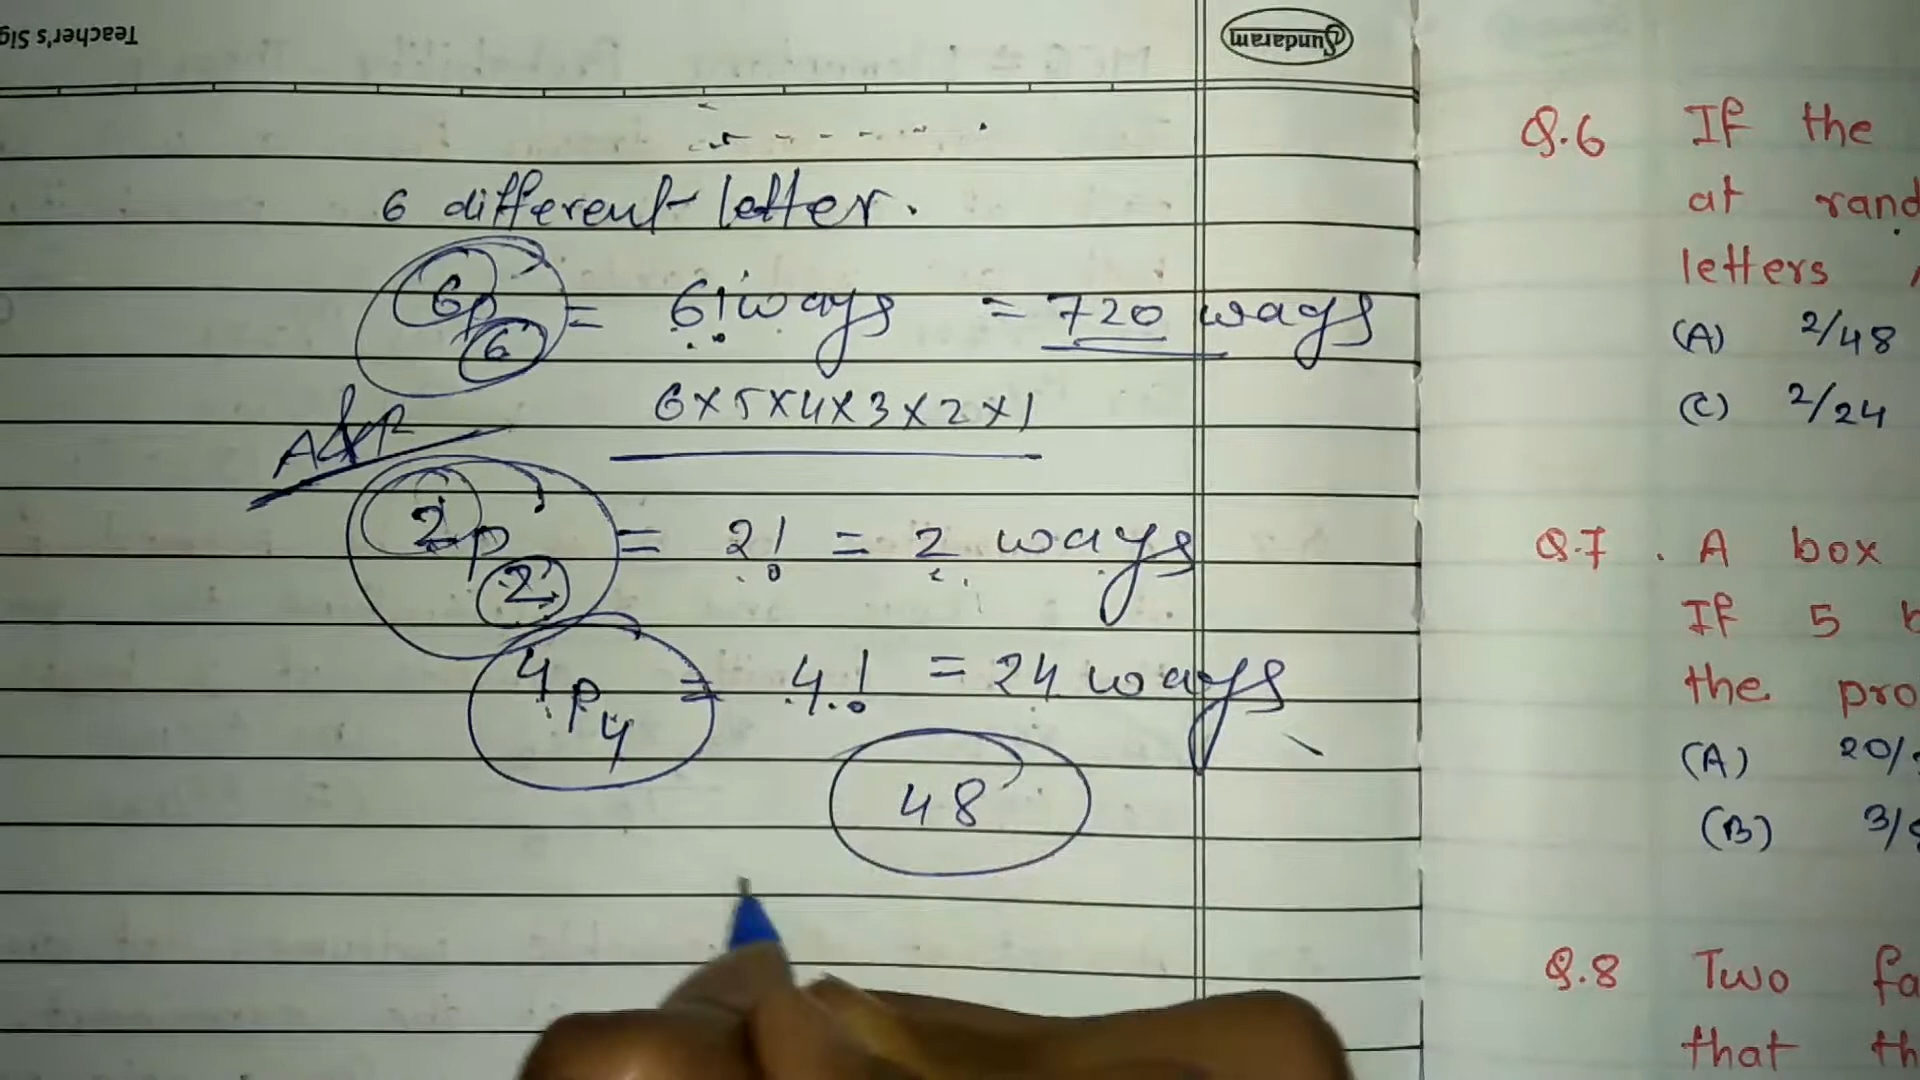 Teacher's Sig
Sundaram
6 different letter.
6P6 = 6! ways = 720 ways
6×5×4×3×2×1
A&R
2P2 = 2! = 2 ways
4P4 = 4! = 24 ways
48
Q.6 If the
at rand
letters
(A) 2/48
(C) 2/24
Q.7. A box
If 5 b
the pro
(A) 20/
(B) 3/
Q.8 Two fa
that th